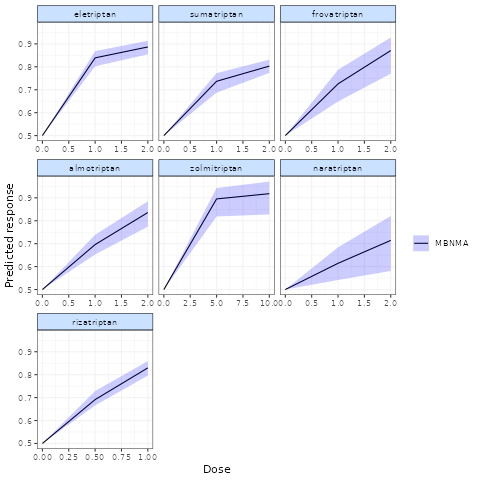 eletriptan sumatriptan frovatriptan
0.9
0.8
0.7
0.6
0.5
0.0 0.5 1.0 1.5 2.0 0.0 0.5 1.0 1.5 2.0 0.0 0.5 1.0 1.5 2.0
almotriptan zolmitriptan naratriptan
0.9
0.8
0.7
0.6
0.5
0.0 0.5 1.0 1.5 2.0 0.0 2.5 5.0 7.5 10.0 0.0 0.5 1.0 1.5 2.0
Predicted response
MBNMA
rizatriptan
0.9
0.8
0.7
0.6
0.5
0.00 0.25 0.50 0.75 1.00
Dose